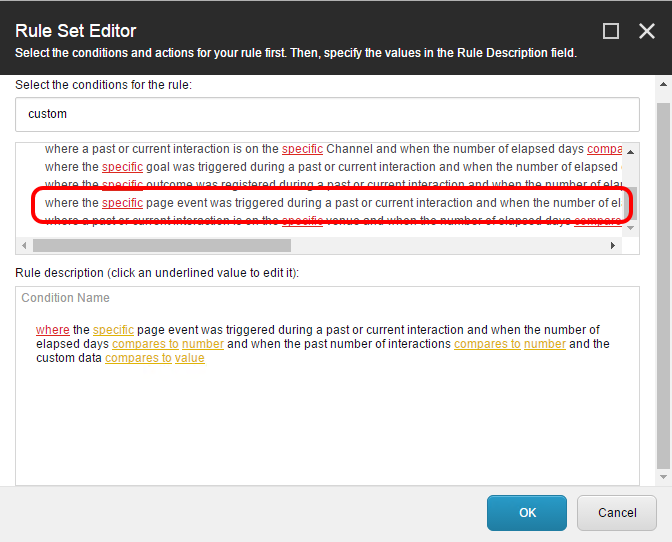 Rule Set Editor
Select the conditions and actions for your rule first. Then, specify the values in the Rule Description field.
Select the conditions for the rule:
custom
where a past or current interaction is on the specific Channel and when the number of elapsed days compa
where the specific goal was triggered during a past or current interaction and when the number of elapsed
where the specific outcome was registered during a past or current interaction and when the number of elap
where the specific page event was triggered during a past or current interaction and when the number of el
where a past or current interaction is on the specific venue and when the number of elapsed days compare
Rule description (click an underlined value to edit it):
Condition Name
where the specific page event was triggered during a past or current interaction and when the number of
elapsed days compares to number and when the past number of interactions compares to number and the
custom data compares to value
OK
Cancel